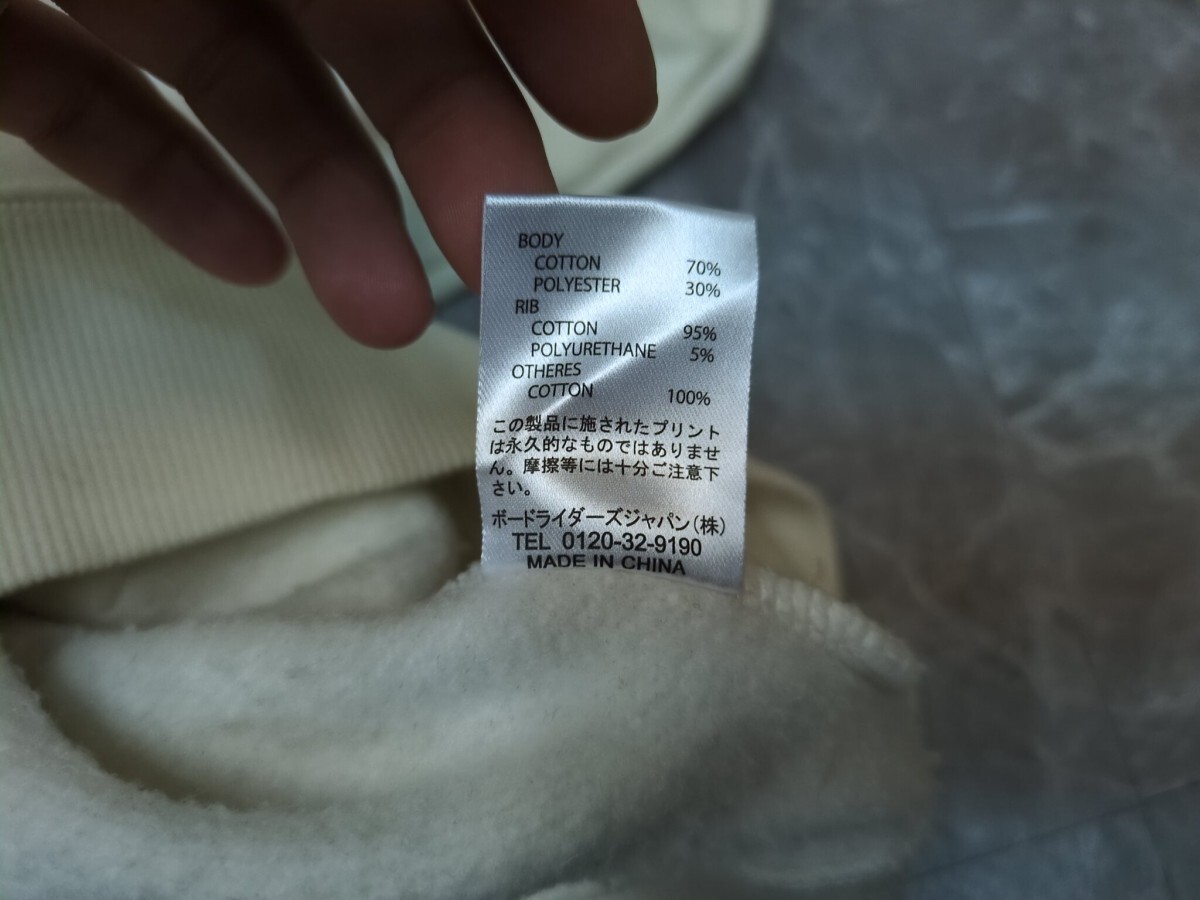 BODY
COTTON 70%
POLYESTER 30%
RIB
COTTON 95%
POLYURETHANE 5%
OTHERES
COTTON 100%
この製品に施されたプリント
は永久的なものではありませ
ん。摩擦等には十分ご注意下
さい。
ボードライダーズジャパン(株)
TEL 0120-32-9190
MADE IN CHINA